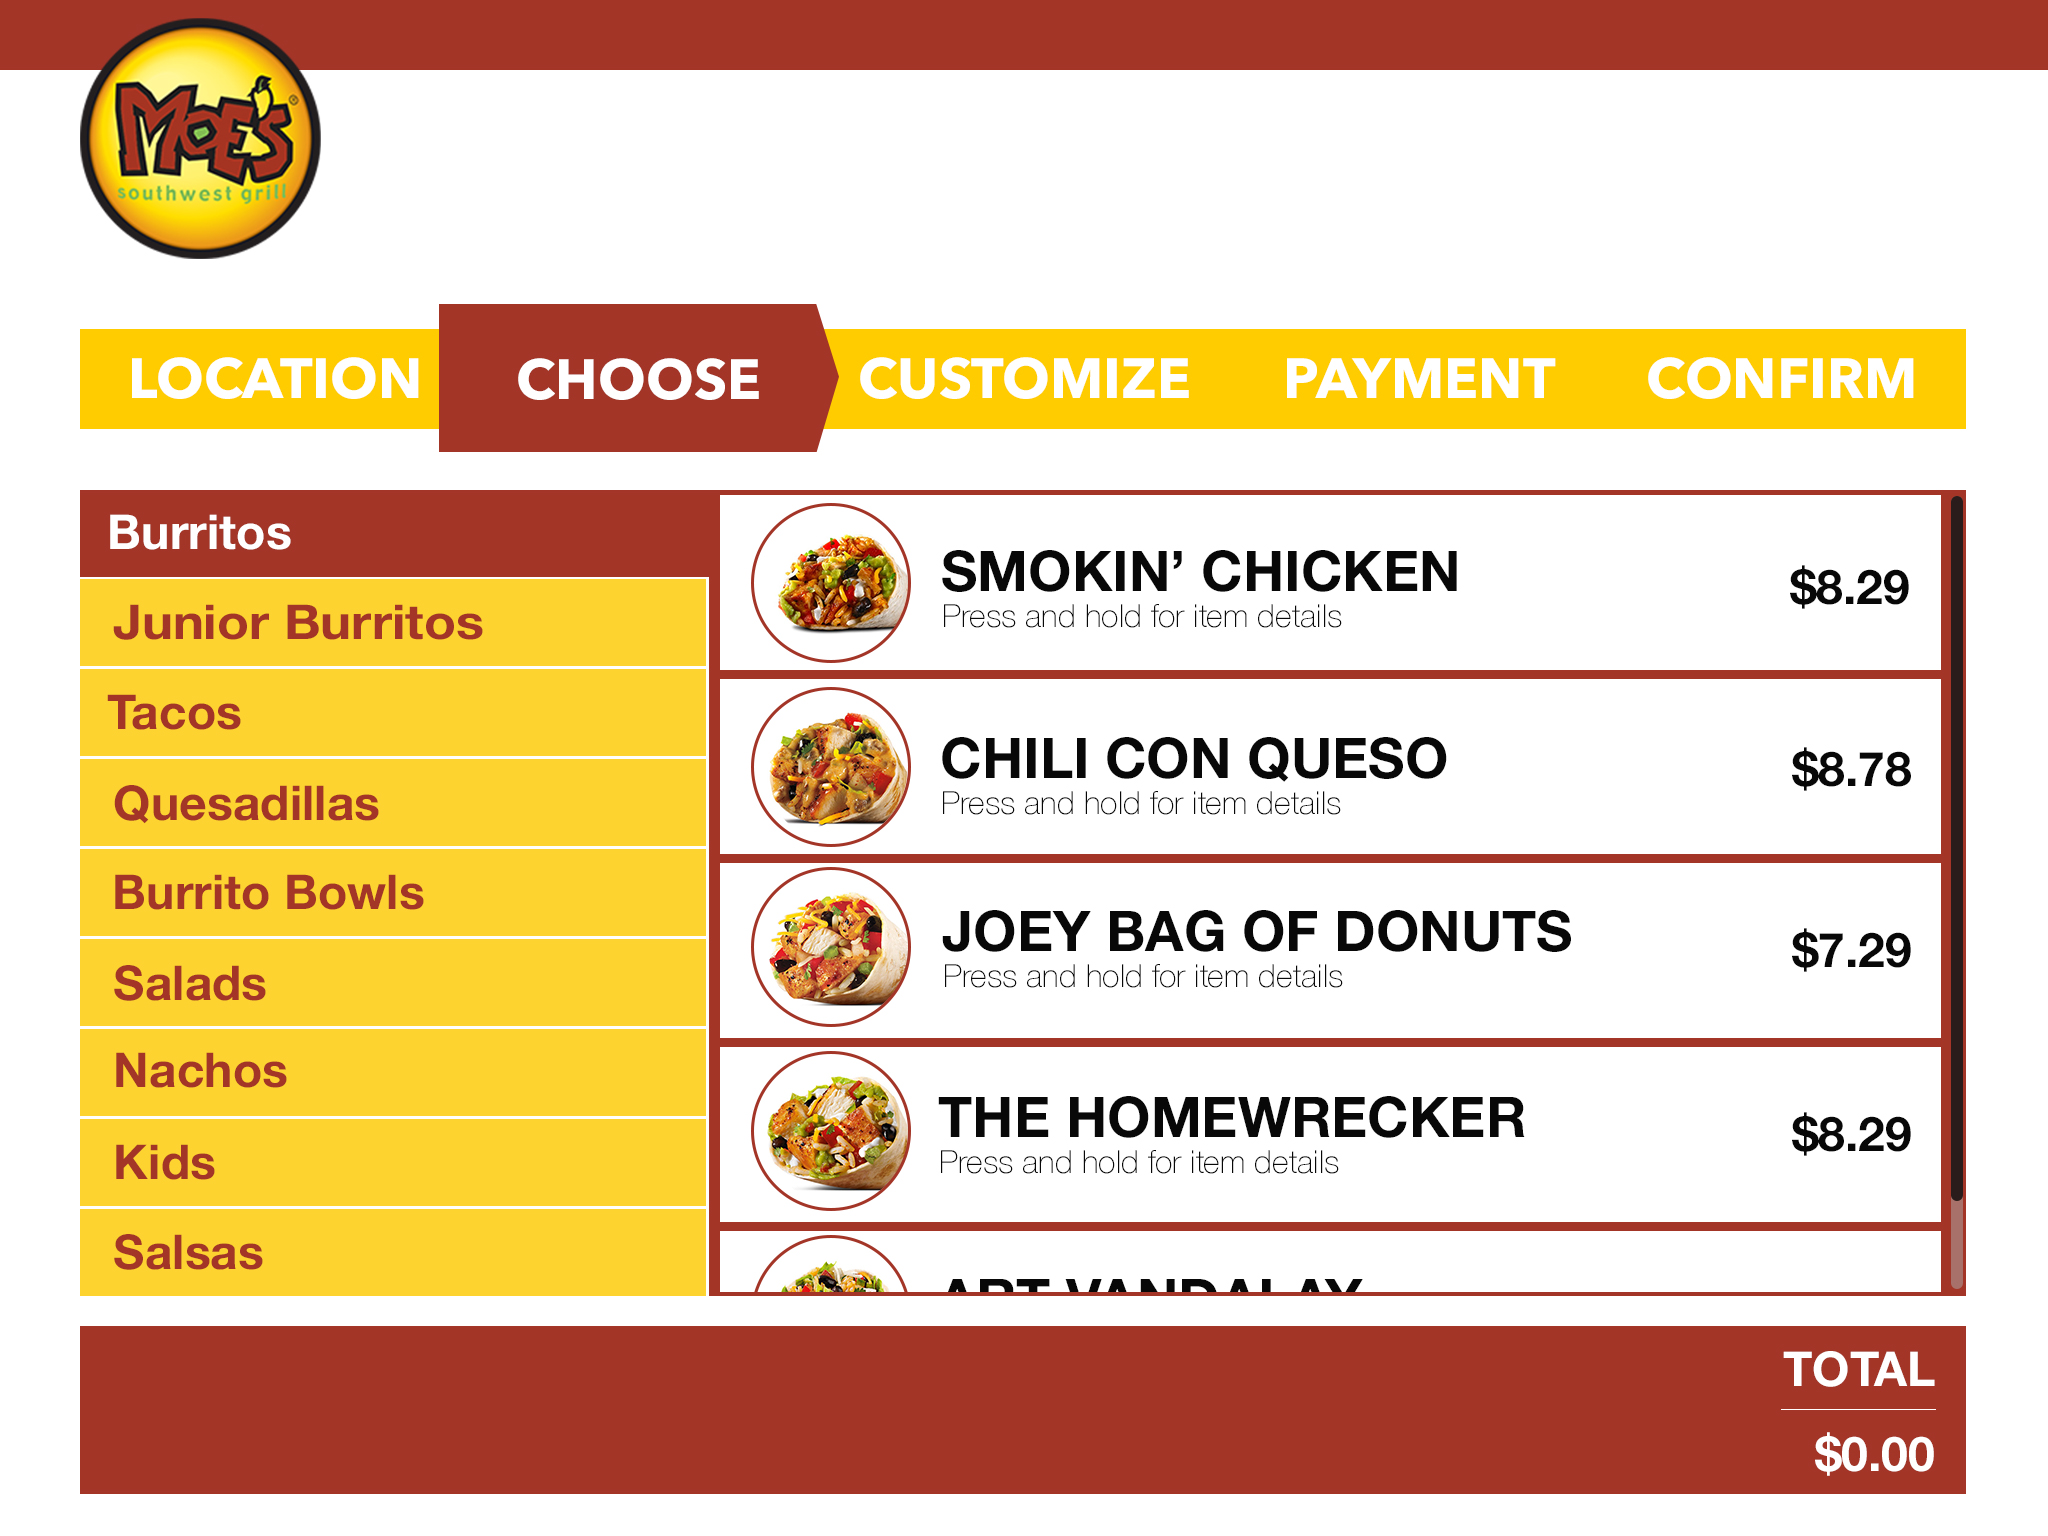 MOE'S®
southwest grill
LOCATION CHOOSE CUSTOMIZE PAYMENT CONFIRM
Burritos
Junior Burritos
Tacos
Quesadillas
Burrito Bowls
Salads
Nachos
Kids
Salsas
SMOKIN’ CHICKEN
Press and hold for item details
$8.29
CHILI CON QUESO
Press and hold for item details
$8.78
JOEY BAG OF DONUTS
Press and hold for item details
$7.29
THE HOMEWRECKER
Press and hold for item details
$8.29
ART VANDALAY
TOTAL
$0.00